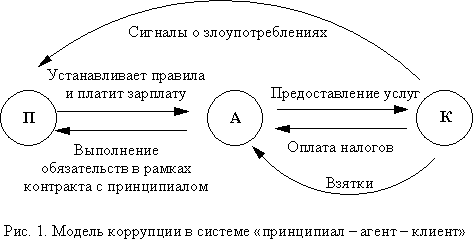 Сигналы о злоупотреблениях
Устанавливает правила
и платит зарплату
Предоставление услуг
П
А
К
Выполнение
обязательств в рамках
контракта с принципиалом
Оплата налогов
Взятки
Рис. 1. Модель коррупции в системе «принципиал – агент – клиент»